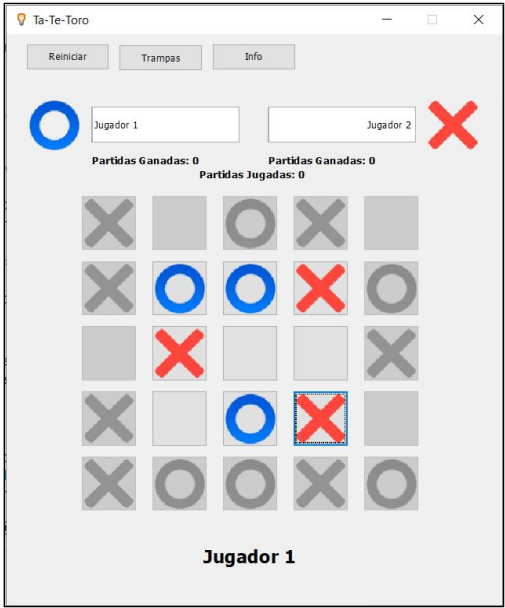 Ta-Te-Toro
Reiniciar Trampas Info
Jugador 1 Jugador 2
Partidas Ganadas: 0 Partidas Ganadas: 0
Partidas Jugadas: 0
Jugador 1